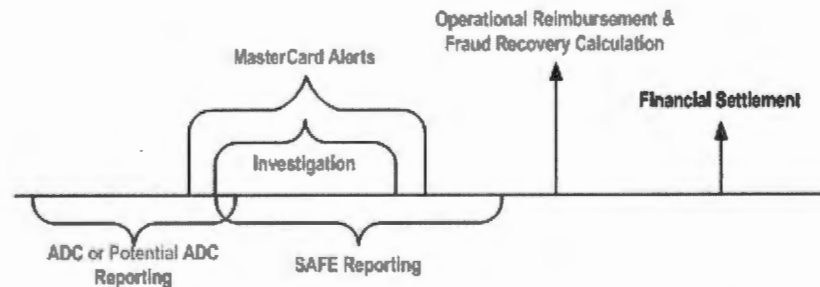 Operational Reimbursement &
Fraud Recovery Calculation
MasterCard Alerts
Financial Settlement
Investigation
ADC or Potential ADC
Reporting
SAFE Reporting